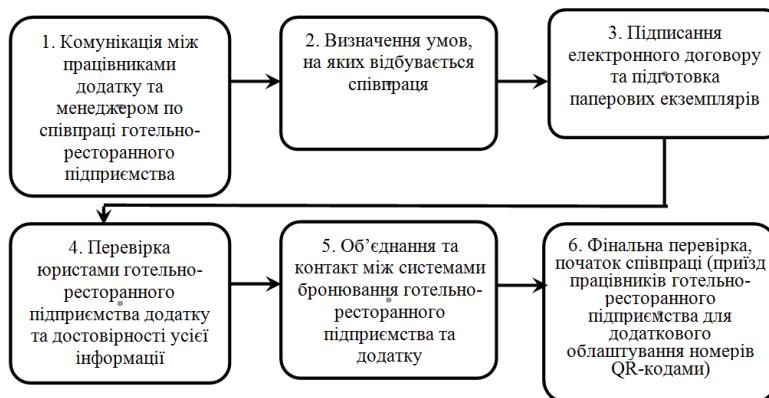 1. Комунікація між
працівниками
додатку та
менеджером по
співпраці готельно-
ресторанного
підприємства
2. Визначення умов,
на яких відбувається
співпраця
3. Підписання
електронного договору
та підготовка
паперових екземплярів
4. Перевірка
юристами готельно-
ресторанного
підприємства додатку
та достовірності усієї
інформації
5. Об’єднання та
контакт між системами
бронювання готельно-
ресторанного
підприємства та
додатку
6. Фінальна перевірка,
початок співпраці (приїзд
працівників готельно-
ресторанного
підприємства для
додаткового
облаштування номерів
QR-кодами)